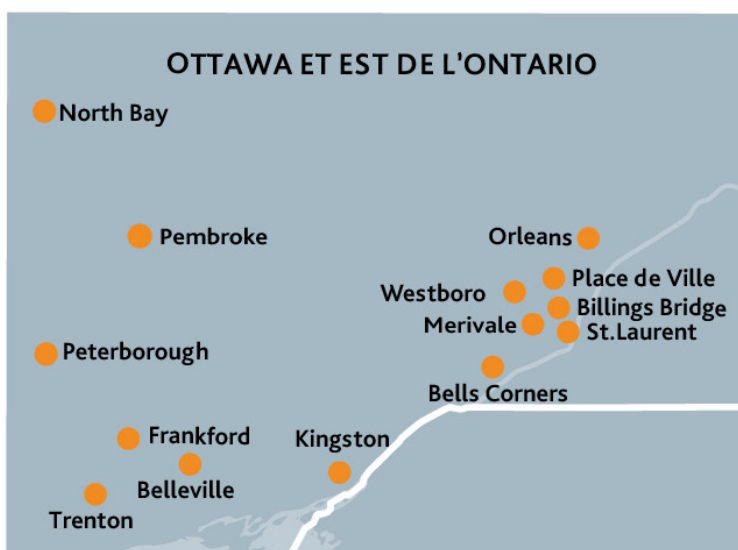 OTTAWA ET EST DE L'ONTARIO
North Bay
Pembroke
Orleans
Place de Ville
Westboro
Billings Bridge
Merivale
St.Laurent
Peterborough
Bells Corners
Frankford
Kingston
Belleville
Trenton